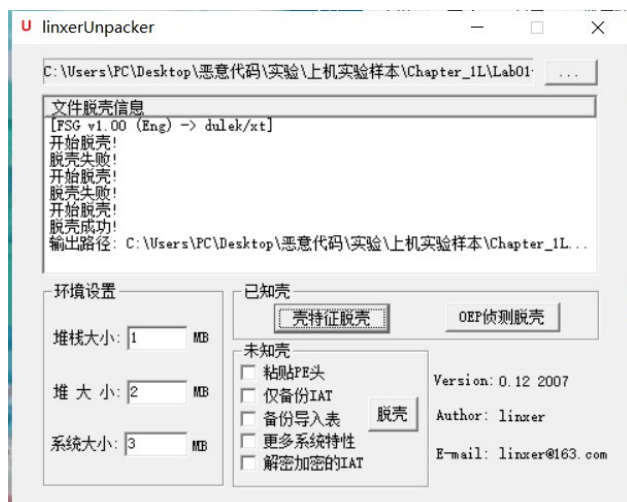 U linxerUnpacker
C:\Users\PC\Desktop\恶意代码\实验\上机实验样本\Chapter_1L\Lab01 ...
文件脱壳信息
[FSG v1.00 (Eng) -> dulek/xt]
开始脱壳!
脱壳失败!
开始脱壳!
脱壳失败!
开始脱壳!
脱壳成功!
输出路径: C:\Users\PC\Desktop\恶意代码\实验\上机实验样本\Chapter_1L...
环境设置
堆栈大小: 1 MB
堆 大 小: 2 MB
系统大小: 3 MB
已知壳
壳特征脱壳 OEP侦测脱壳
未知壳
粘贴PE头
仅备份IAT
备份导入表
更多系统特性
解密加密的IAT
脱壳
Version: 0.12 2007
Author: linxer
E-mail: linxer@163.com